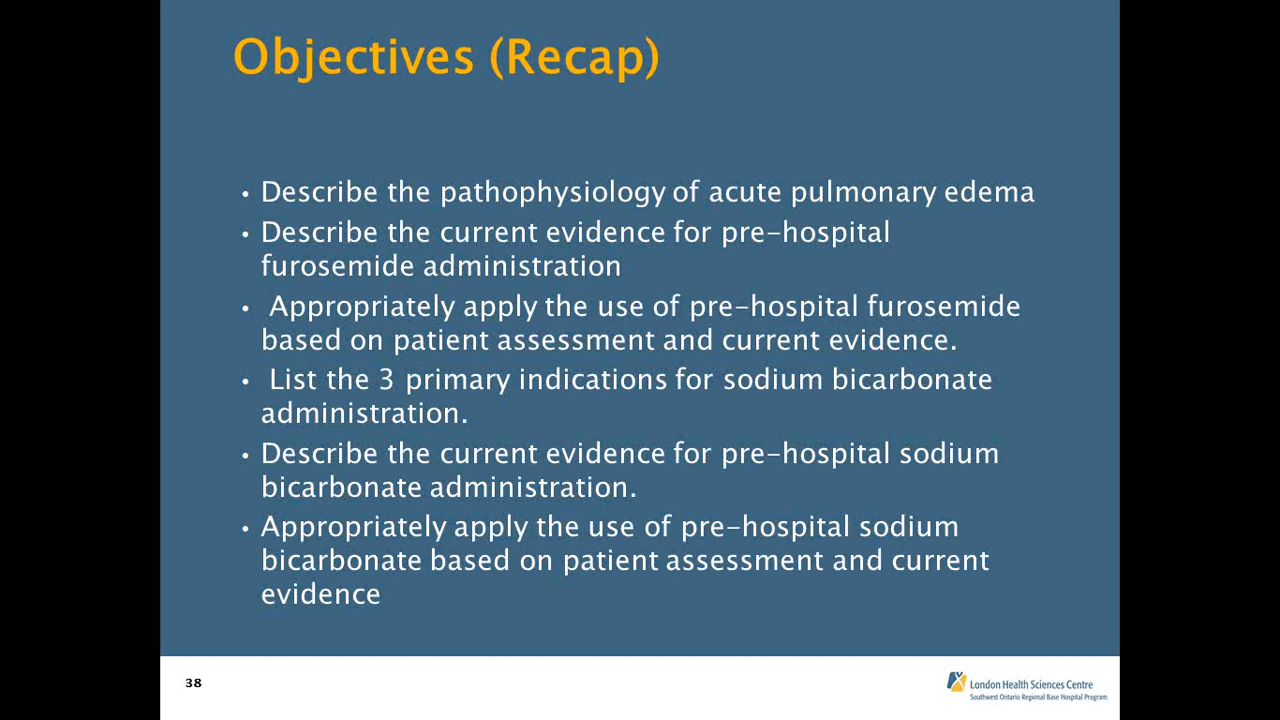 Objectives (Recap)
• Describe the pathophysiology of acute pulmonary edema
• Describe the current evidence for pre-hospital
furosemide administration
• Appropriately apply the use of pre-hospital furosemide
based on patient assessment and current evidence.
• List the 3 primary indications for sodium bicarbonate
administration.
• Describe the current evidence for pre-hospital sodium
bicarbonate administration.
• Appropriately apply the use of pre-hospital sodium
bicarbonate based on patient assessment and current
evidence
38
London Health Sciences Centre
Southwest Ontario Regional Base Hospital Program